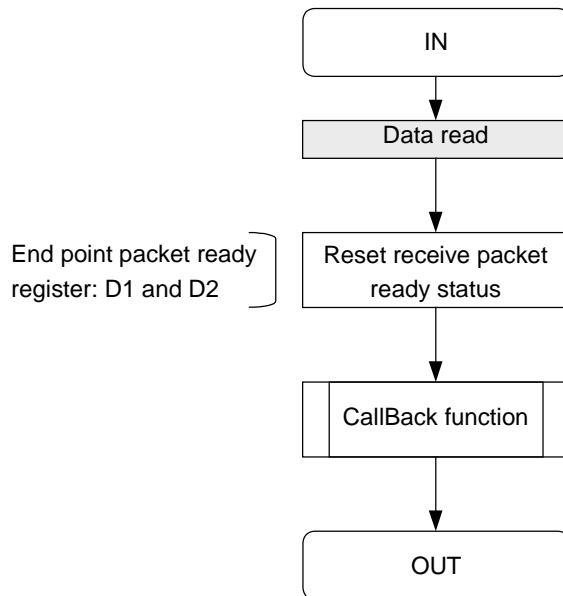 IN
Data read
End point packet ready
register: D1 and D2
Reset receive packet
ready status
CallBack function
OUT